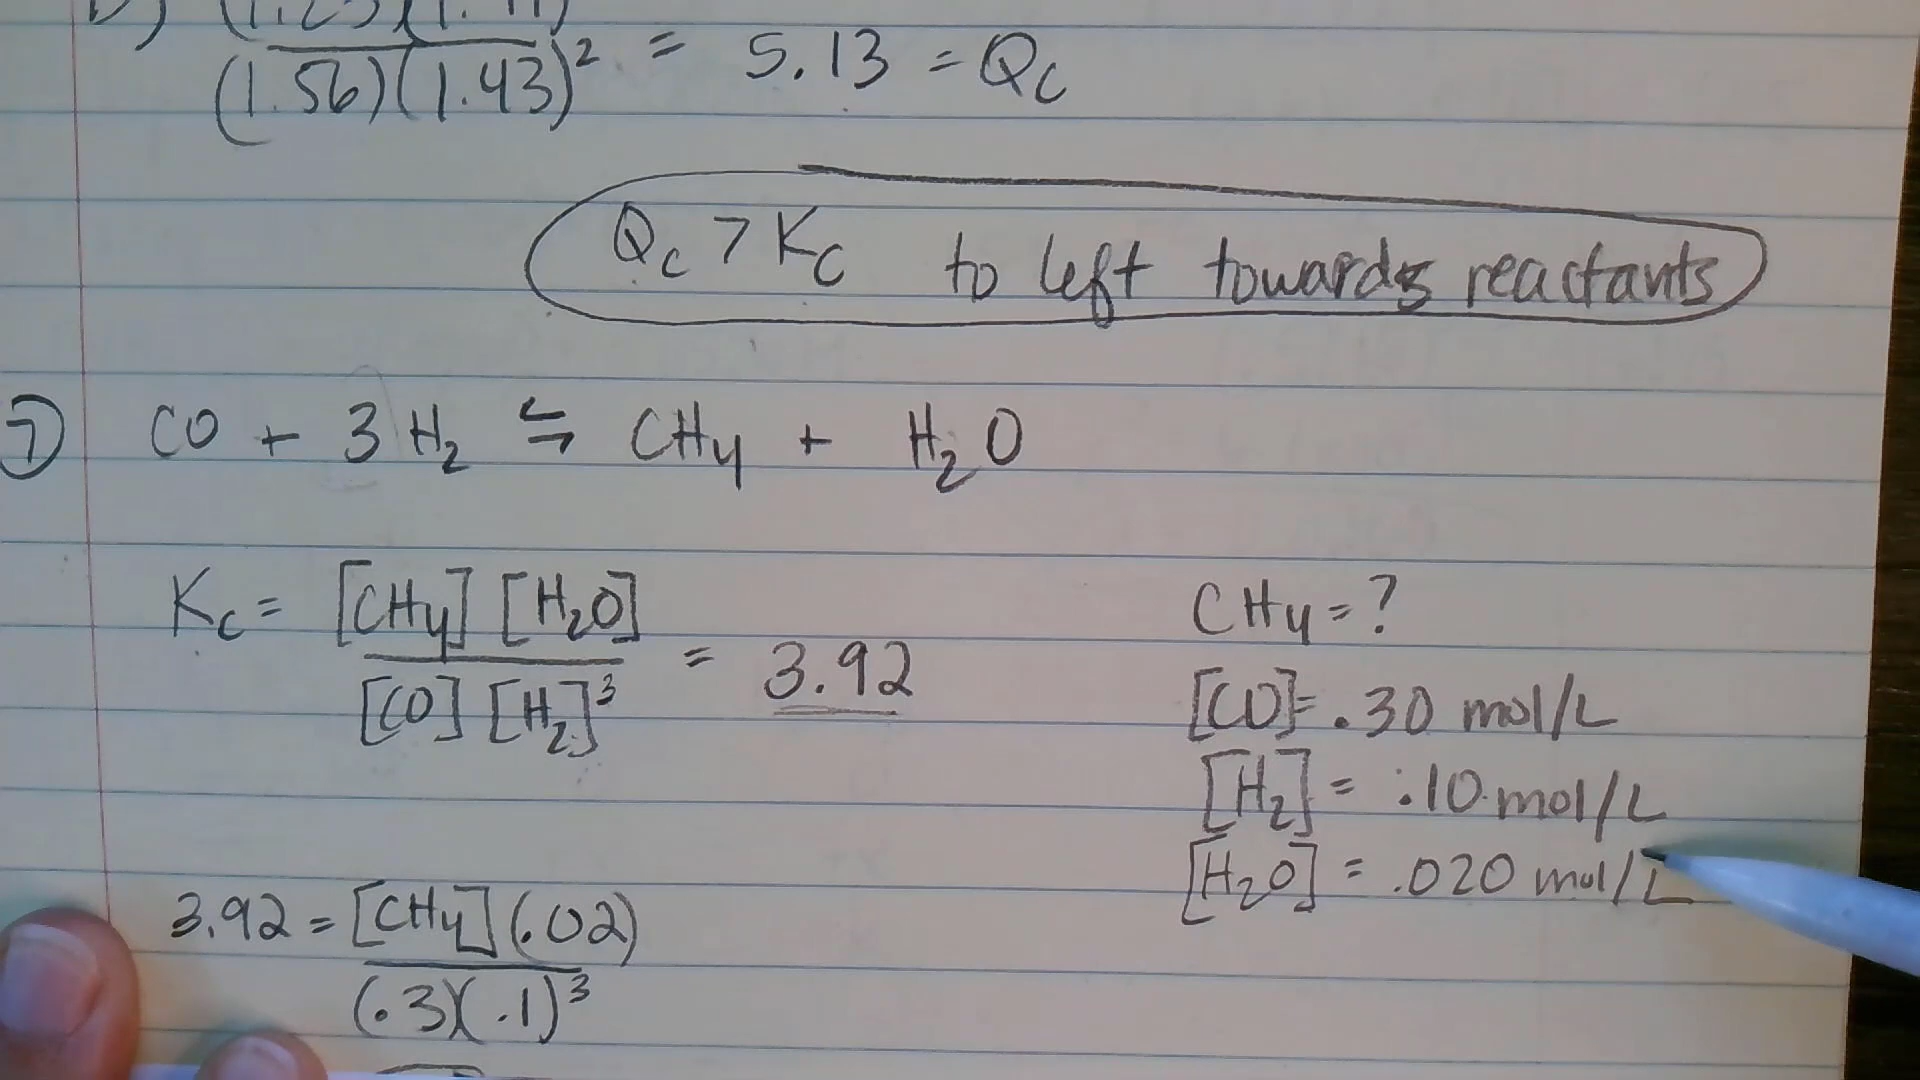 (1.56)(1.43)² = 5.13 = Qc
Qc > Kc to left towards reactants
7 CO + 3H₂ ⇆ CH₄ + H₂O
Kc = [CH₄] [H₂O] / [CO] [H₂]³ = 3.92
CH₄ = ?
[CO] = .30 mol/L
[H₂] = .10 mol/L
[H₂O] = .020 mol/L
3.92 = [CH₄] (.02) / (.3)(.1)³